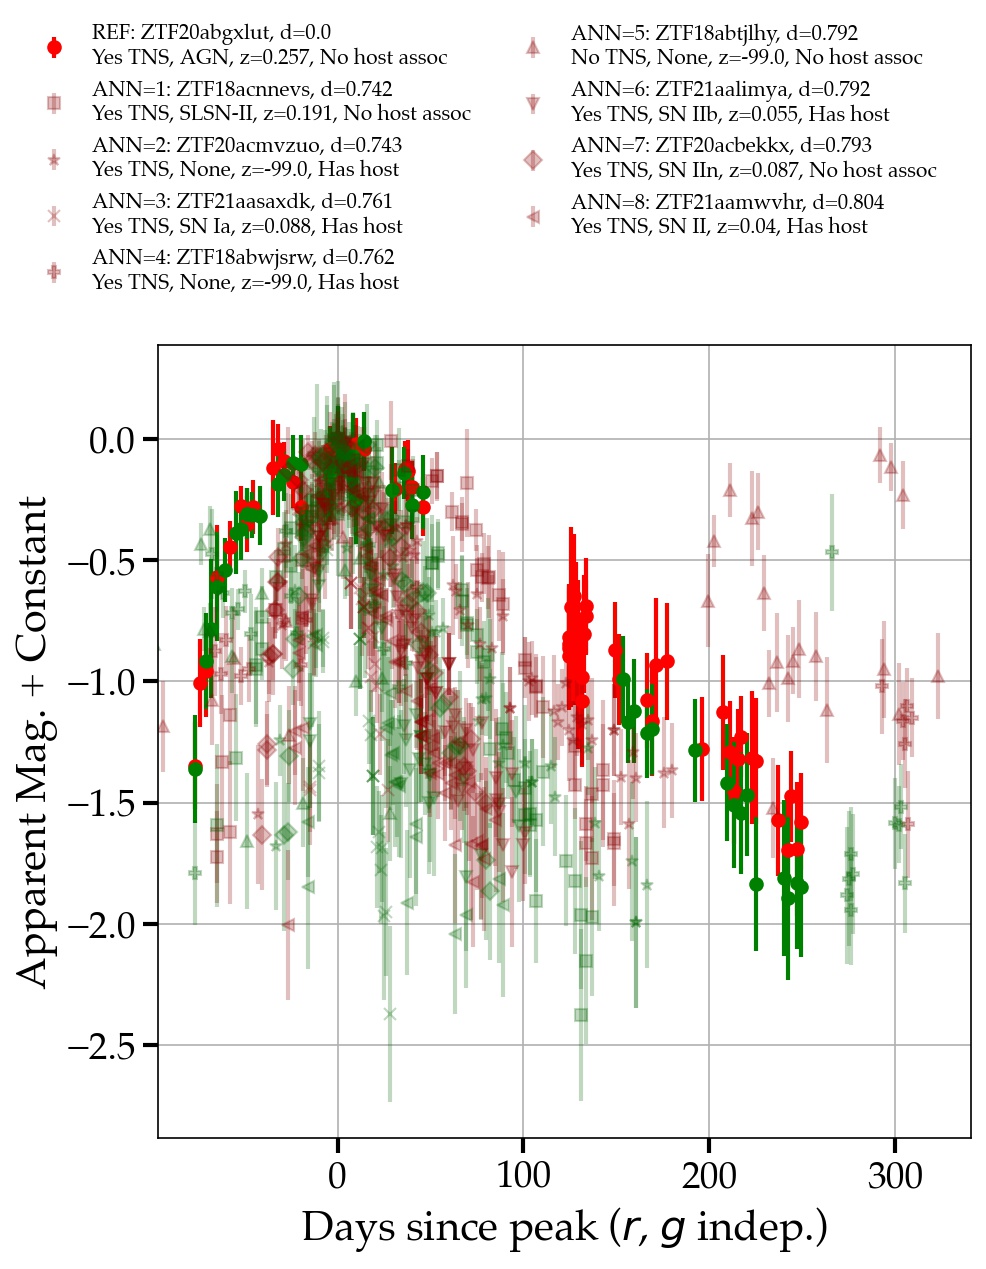 REF: ZTF20abgxlut, d=0.0
Yes TNS, AGN, z=0.257, No host assoc
ANN=1: ZTF18acnnevs, d=0.742
Yes TNS, SLSN-II, z=0.191, No host assoc
ANN=2: ZTF20acmvzuo, d=0.743
Yes TNS, None, z=-99.0, Has host
ANN=3: ZTF21aasaxdk, d=0.761
Yes TNS, SN Ia, z=0.088, Has host
ANN=4: ZTF18abwjsrw, d=0.762
Yes TNS, None, z=-99.0, Has host
ANN=5: ZTF18abtjlhy, d=0.792
No TNS, None, z=-99.0, No host assoc
ANN=6: ZTF21aalimya, d=0.792
Yes TNS, SN IIb, z=0.055, Has host
ANN=7: ZTF20acbekkx, d=0.793
Yes TNS, SN IIn, z=0.087, No host assoc
ANN=8: ZTF21aamwvhr, d=0.804
Yes TNS, SN II, z=0.04, Has host
Apparent Mag. + Constant
0.0
−0.5
−1.0
−1.5
−2.0
−2.5
0
100
200
300
Days since peak (r, g indep.)